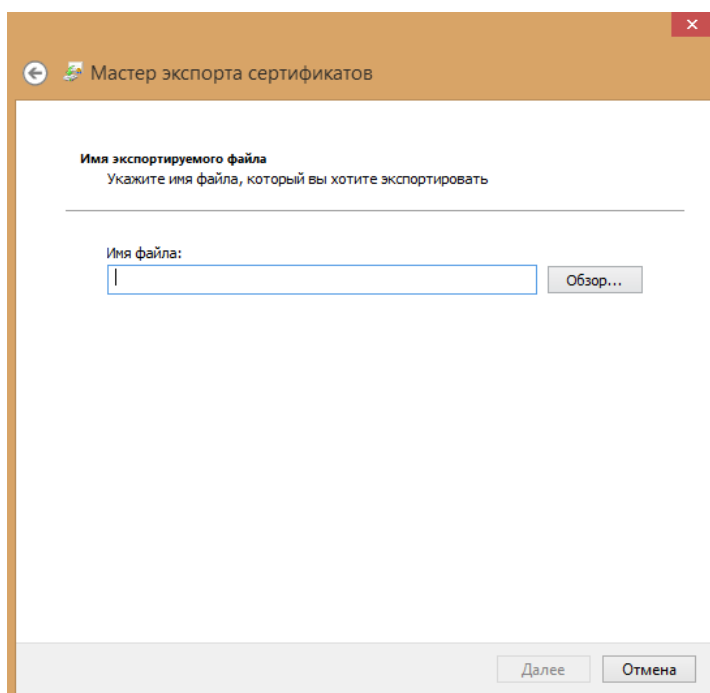 Мастер экспорта сертификатов
Имя экспортируемого файла
Укажите имя файла, который вы хотите экспортировать
Имя файла:
Обзор...
Далее
Отмена